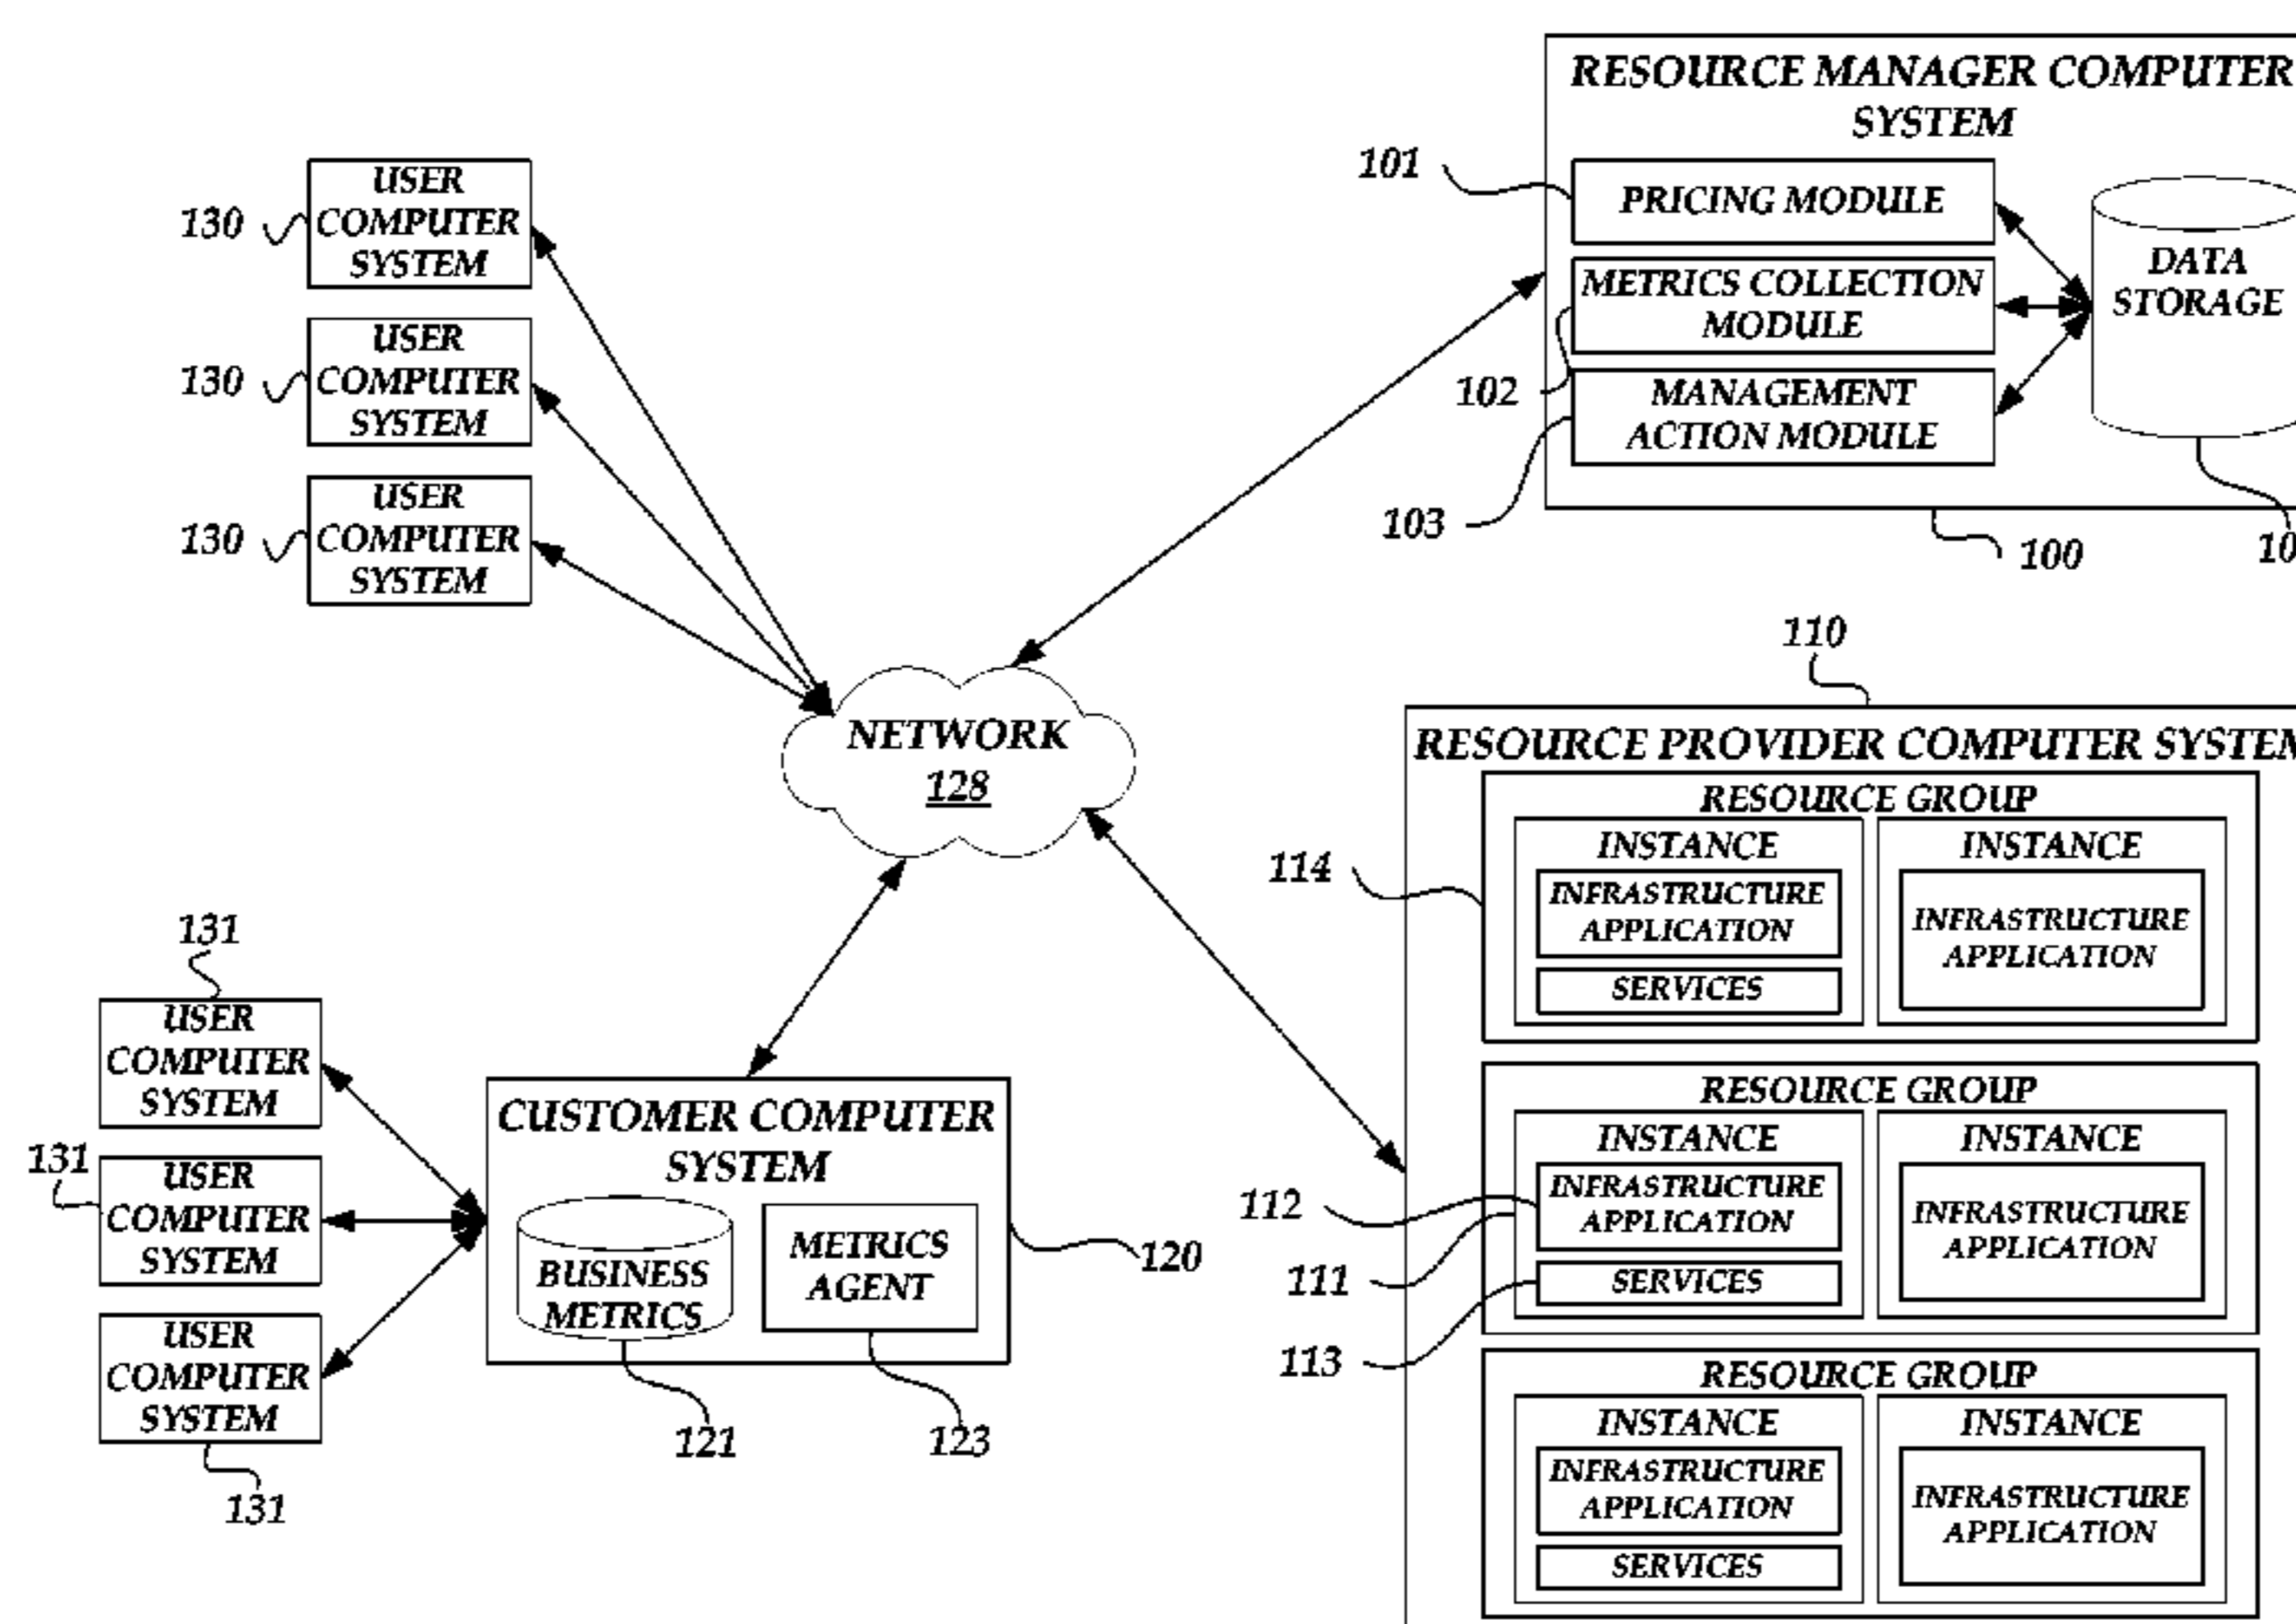 RESOURCE MANAGER COMPUTER
SYSTEM
101
PRICING MODULE
METRICS COLLECTION
MODULE
102
MANAGEMENT
ACTION MODULE
103
DATA
STORAGE
100
10
USER
COMPUTER
SYSTEM
130
USER
COMPUTER
SYSTEM
130
USER
COMPUTER
SYSTEM
130
NETWORK
128
110
RESOURCE PROVIDER COMPUTER SYSTEM
RESOURCE GROUP
114
INSTANCE
INFRASTRUCTURE
APPLICATION
SERVICES
INSTANCE
INFRASTRUCTURE
APPLICATION
RESOURCE GROUP
INSTANCE
112
INFRASTRUCTURE
APPLICATION
111
SERVICES
113
INSTANCE
INFRASTRUCTURE
APPLICATION
RESOURCE GROUP
INSTANCE
INFRASTRUCTURE
APPLICATION
SERVICES
INSTANCE
INFRASTRUCTURE
APPLICATION
131
USER
COMPUTER
SYSTEM
131
USER
COMPUTER
SYSTEM
USER
COMPUTER
SYSTEM
131
CUSTOMER COMPUTER
SYSTEM
BUSINESS
METRICS
METRICS
AGENT
120
121
123